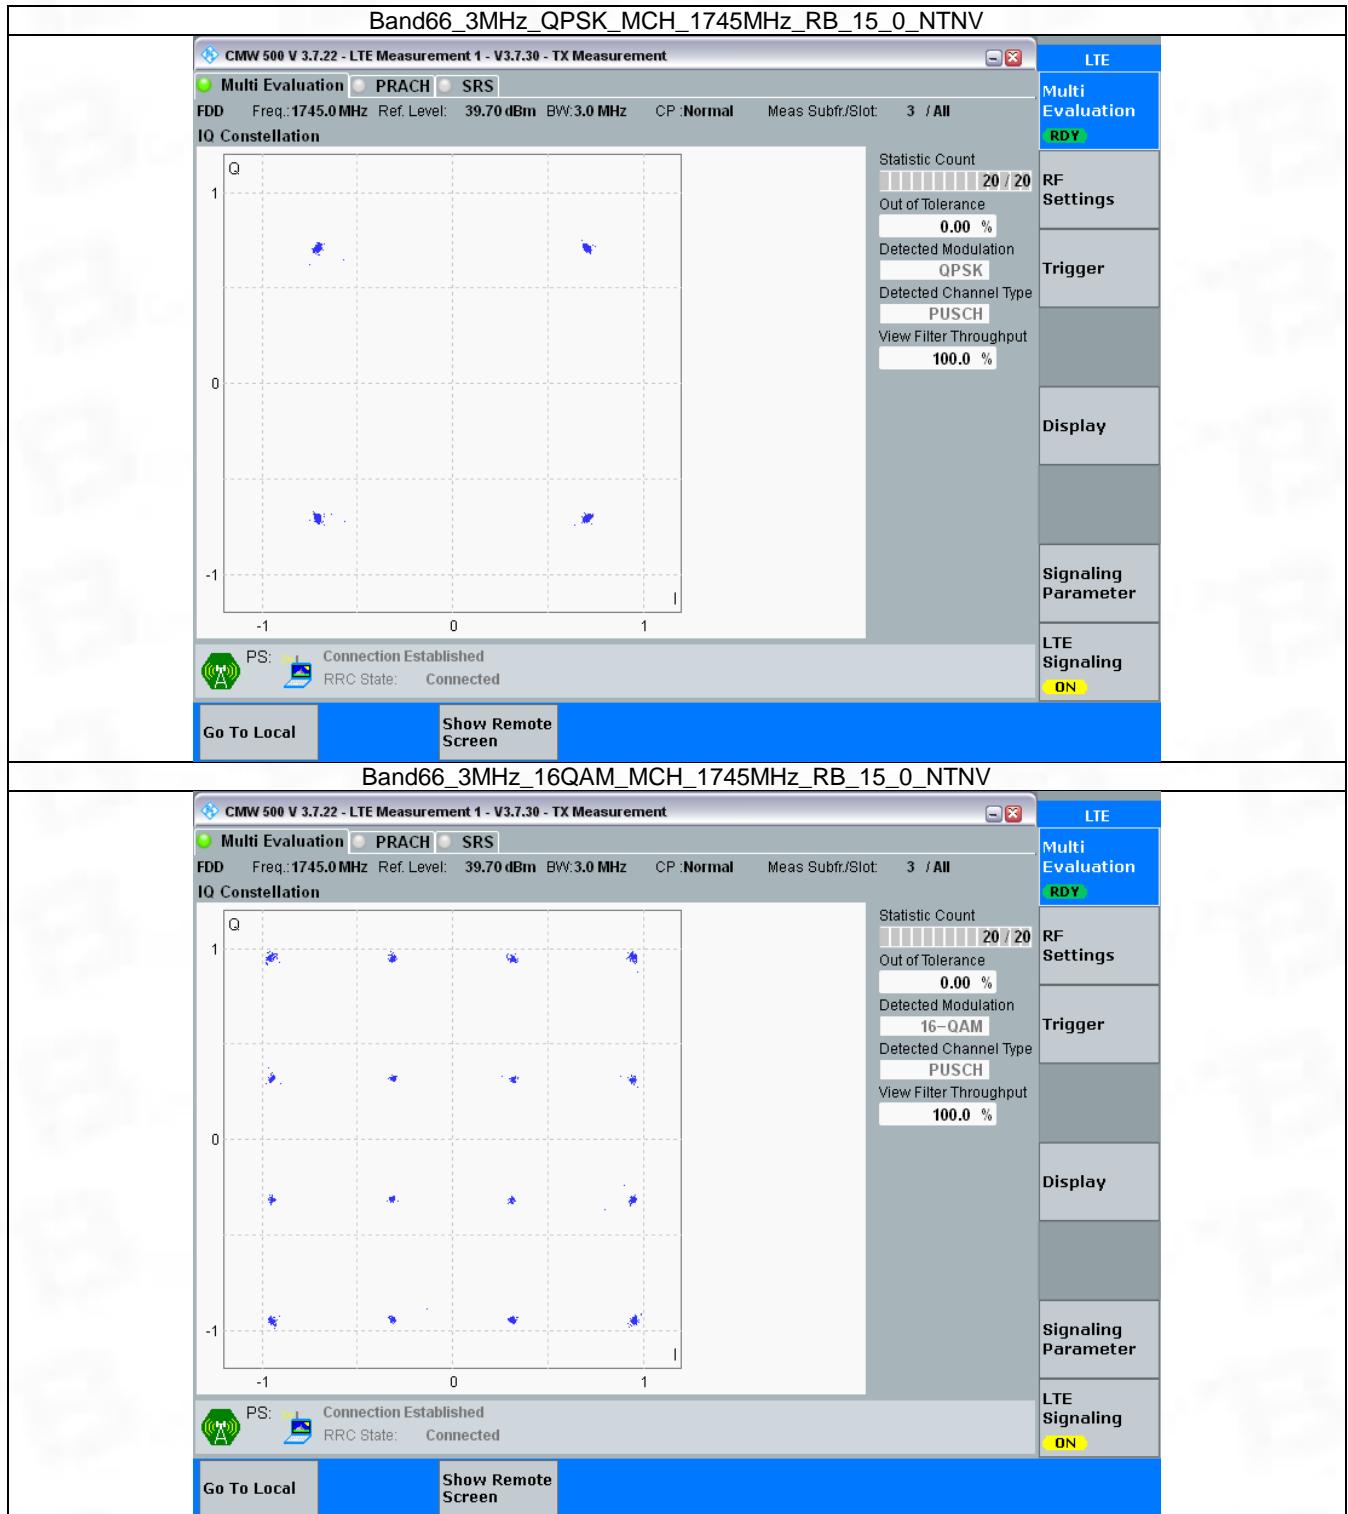 Band66_3MHz_QPSK_MCH_1745MHz_RB_15_0_NTNV
CMW 500 V 3.7.22 - LTE Measurement 1 - V3.7.30 - TX Measurement
LTE
Multi Evaluation PRACH SRS
Multi
Evaluation
RDY
FDD Freq.:1745.0 MHz Ref. Level: 39.70 dBm BW:3.0 MHz CP :Normal Meas Subfr./Slot: 3 / All
IQ Constellation
Q
1
0
-1
I
-1 0 1
Statistic Count
20 / 20
Out of Tolerance
0.00 %
Detected Modulation
QPSK
Detected Channel Type
PUSCH
View Filter Throughput
100.0 %
RF
Settings
Trigger
Display
Signaling
Parameter
LTE
Signaling
ON
PS: Connection Established
RRC State: Connected
Go To Local
Show Remote
Screen
Band66_3MHz_16QAM_MCH_1745MHz_RB_15_0_NTNV
CMW 500 V 3.7.22 - LTE Measurement 1 - V3.7.30 - TX Measurement
LTE
Multi Evaluation PRACH SRS
Multi
Evaluation
RDY
FDD Freq.:1745.0 MHz Ref. Level: 39.70 dBm BW:3.0 MHz CP :Normal Meas Subfr./Slot: 3 / All
IQ Constellation
Q
1
0
-1
I
-1 0 1
Statistic Count
20 / 20
Out of Tolerance
0.00 %
Detected Modulation
16-QAM
Detected Channel Type
PUSCH
View Filter Throughput
100.0 %
RF
Settings
Trigger
Display
Signaling
Parameter
LTE
Signaling
ON
PS: Connection Established
RRC State: Connected
Go To Local
Show Remote
Screen